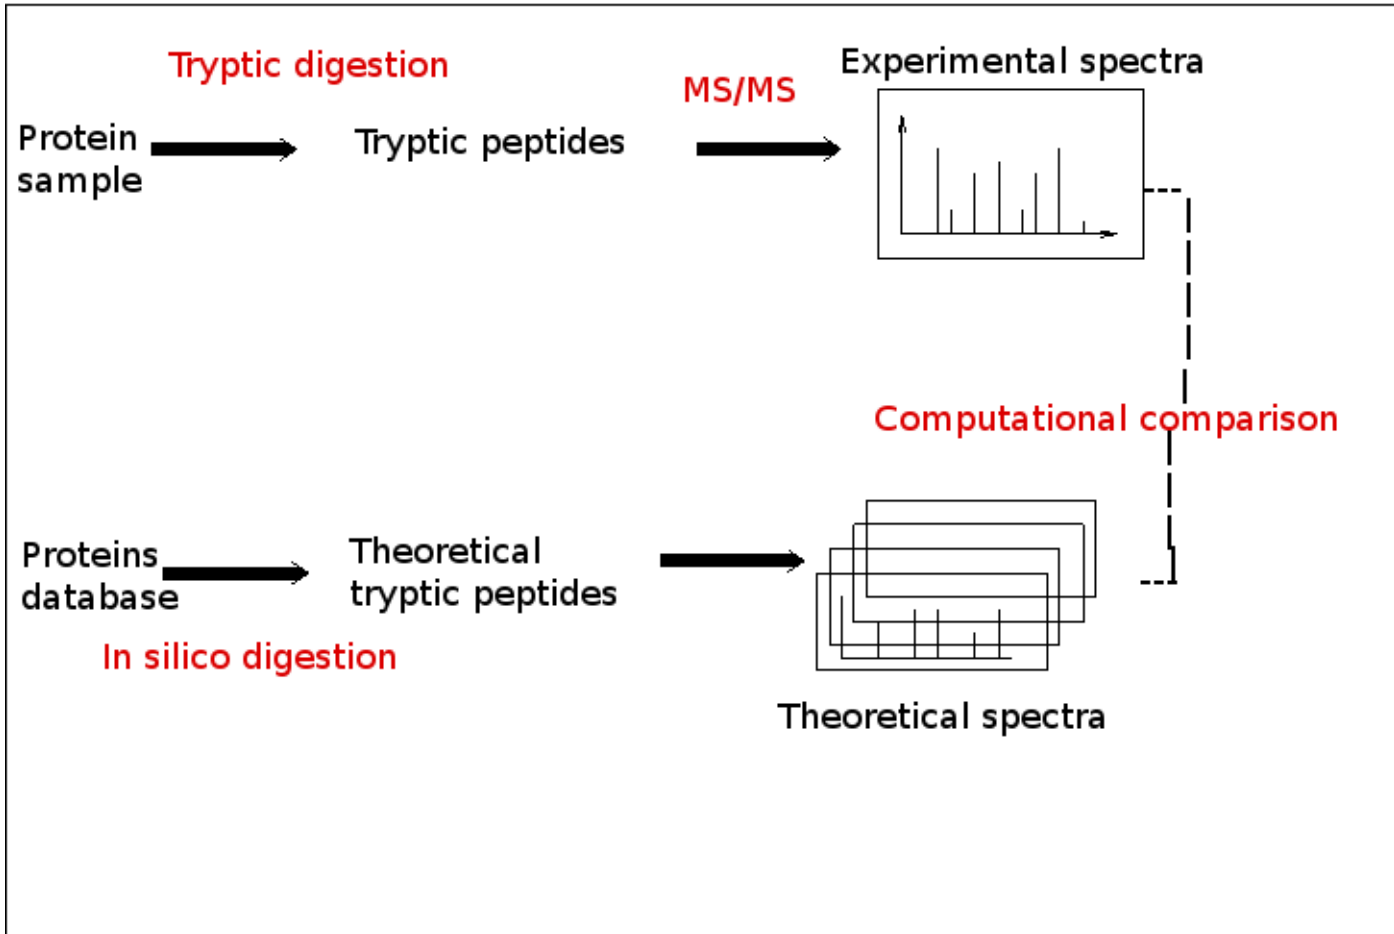 Tryptic digestion
MS/MS
Experimental spectra
Protein
sample
Tryptic peptides
Computational comparison
Proteins
database
Theoretical
tryptic peptides
In silico digestion
Theoretical spectra